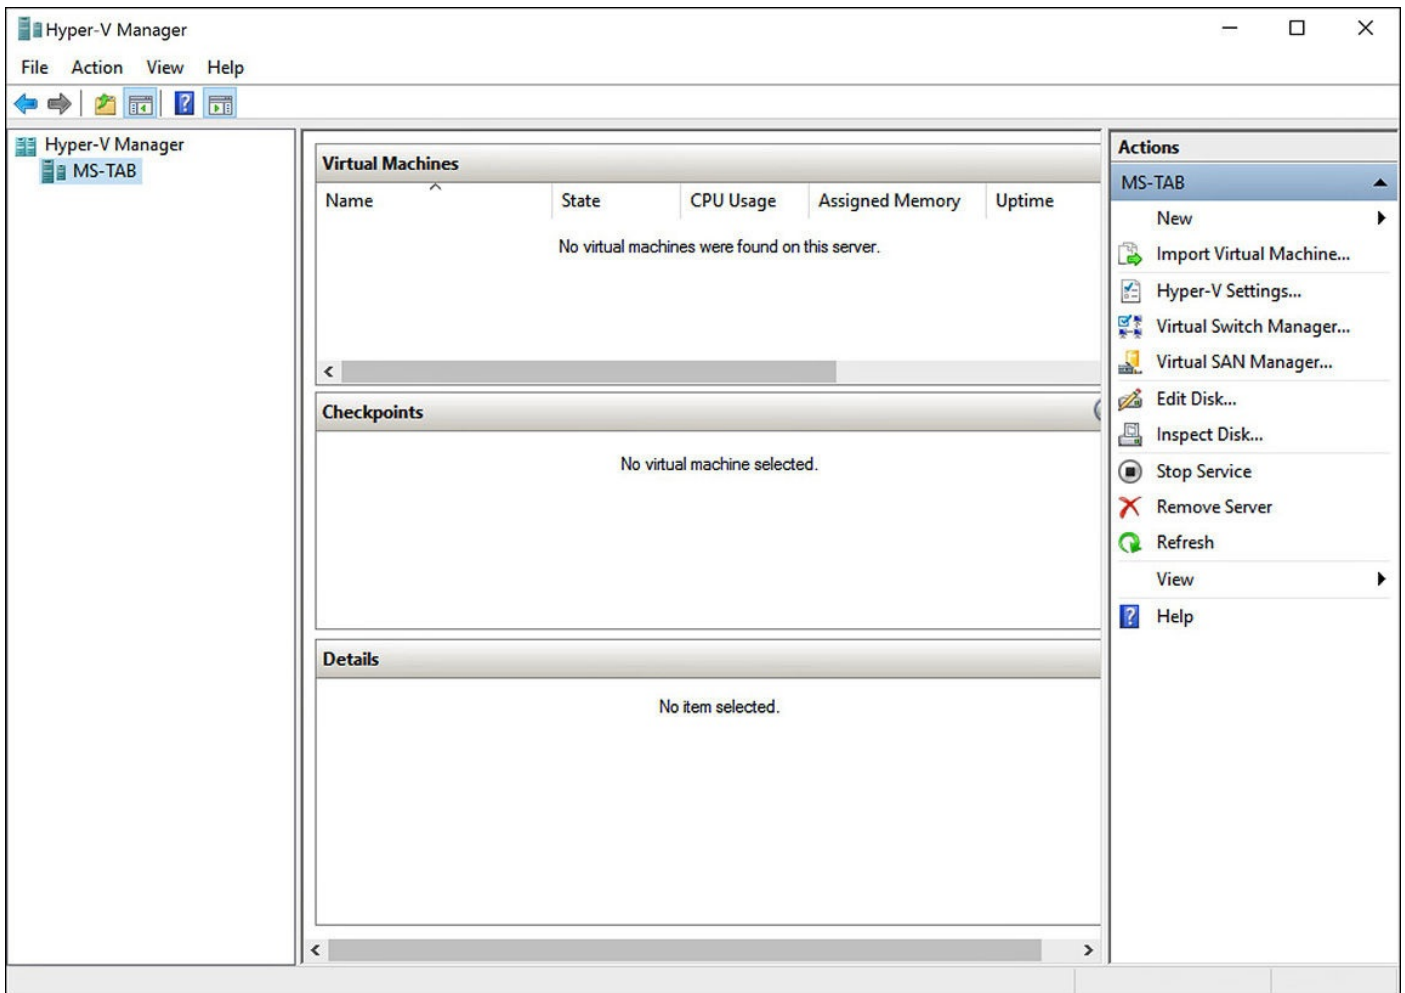 Hyper-V Manager
File Action View Help
Hyper-V Manager
MS-TAB
Virtual Machines
Name State CPU Usage Assigned Memory Uptime
No virtual machines were found on this server.
Checkpoints
No virtual machine selected.
Details
No item selected.
Actions
MS-TAB
New
Import Virtual Machine...
Hyper-V Settings...
Virtual Switch Manager...
Virtual SAN Manager...
Edit Disk...
Inspect Disk...
Stop Service
Remove Server
Refresh
View
Help